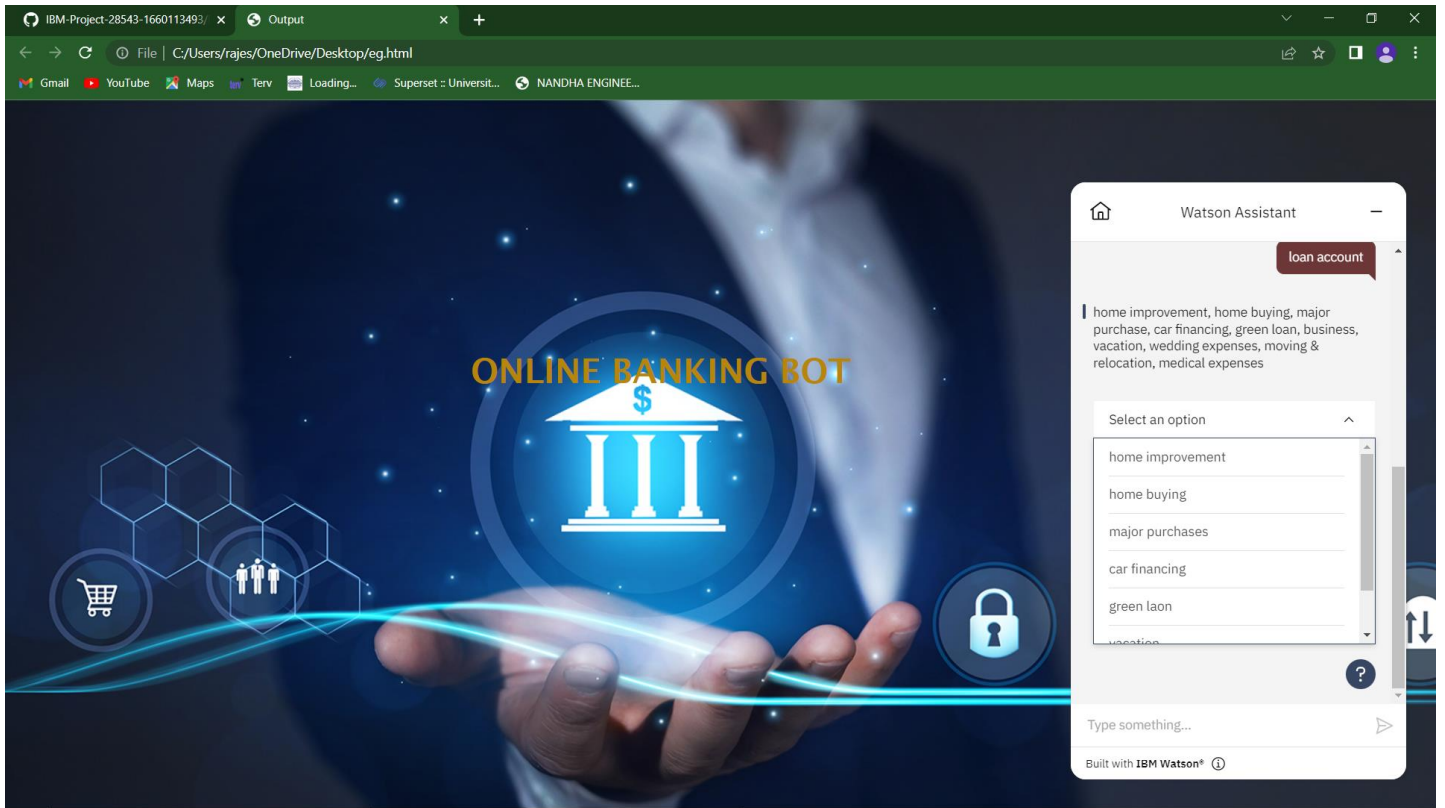 IBM-Project-28543-1660113493/
Output
File | C:/Users/rajes/OneDrive/Desktop/eg.html
Gmail YouTube Maps Terv Loading... Superset :: Universit... NANDHA ENGINEE...
ONLINE BANKING BOT
$
Watson Assistant
loan account
home improvement, home buying, major
purchase, car financing, green loan, business,
vacation, wedding expenses, moving &
relocation, medical expenses
Select an option
home improvement
home buying
major purchases
car financing
green laon
vacation
?
Type something...
Built with IBM Watson®